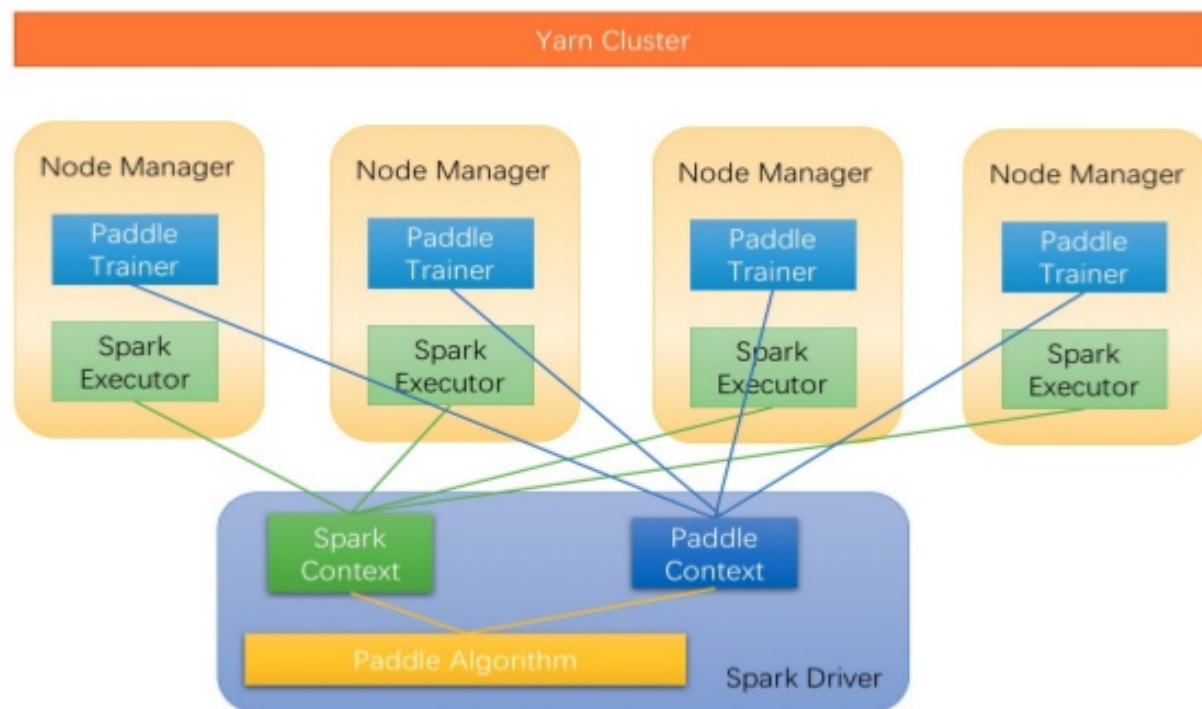 Yarn Cluster
Node Manager
Paddle
Trainer
Spark
Executor
Node Manager
Paddle
Trainer
Spark
Executor
Node Manager
Paddle
Trainer
Spark
Executor
Node Manager
Paddle
Trainer
Spark
Executor
Spark
Context
Paddle
Context
Paddle Algorithm
Spark Driver